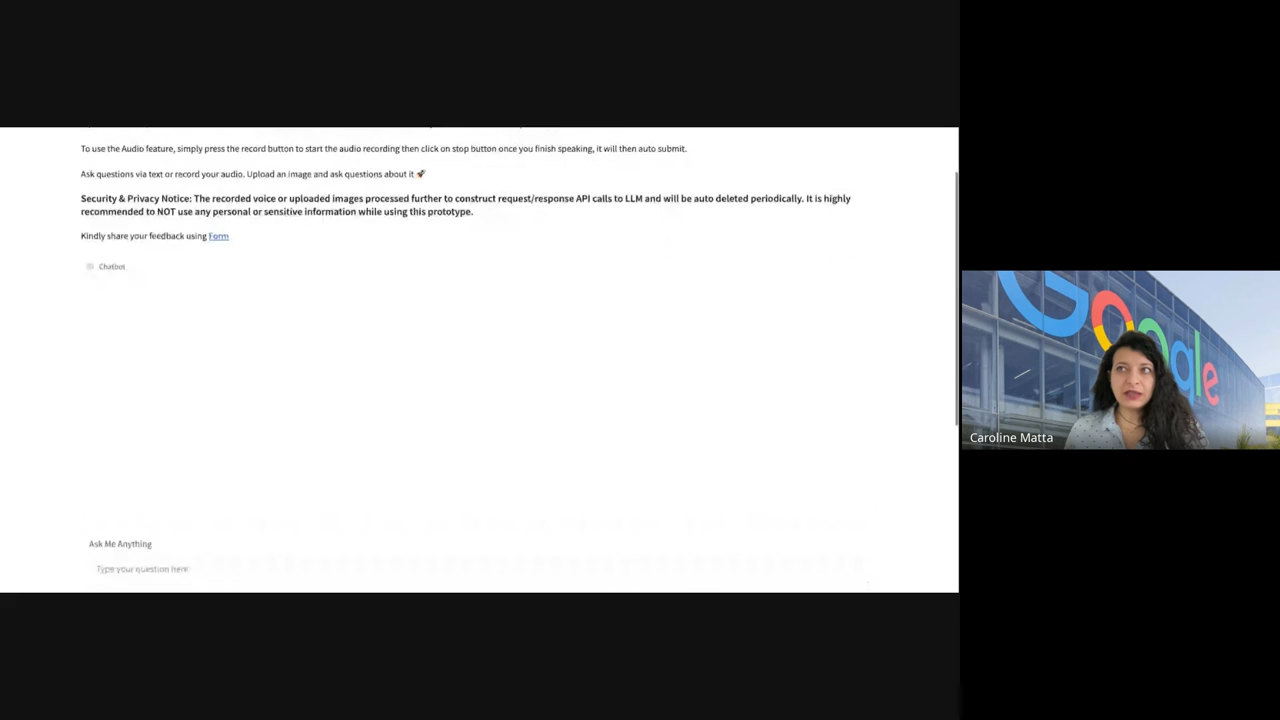 To use the Audio feature, simply press the record button to start the audio recording then click on stop button once you finish speaking, it will then auto submit.
Ask questions via text or record your audio. Upload an image and ask questions about it 🚀
Security & Privacy Notice: The recorded voice or uploaded images processed further to construct request/response API calls to LLM and will be auto deleted periodically. It is highly
recommended to NOT use any personal or sensitive information while using this prototype.
Kindly share your feedback using Form
Chatbot
Google
Caroline Matta
Ask Me Anything
Type your question here